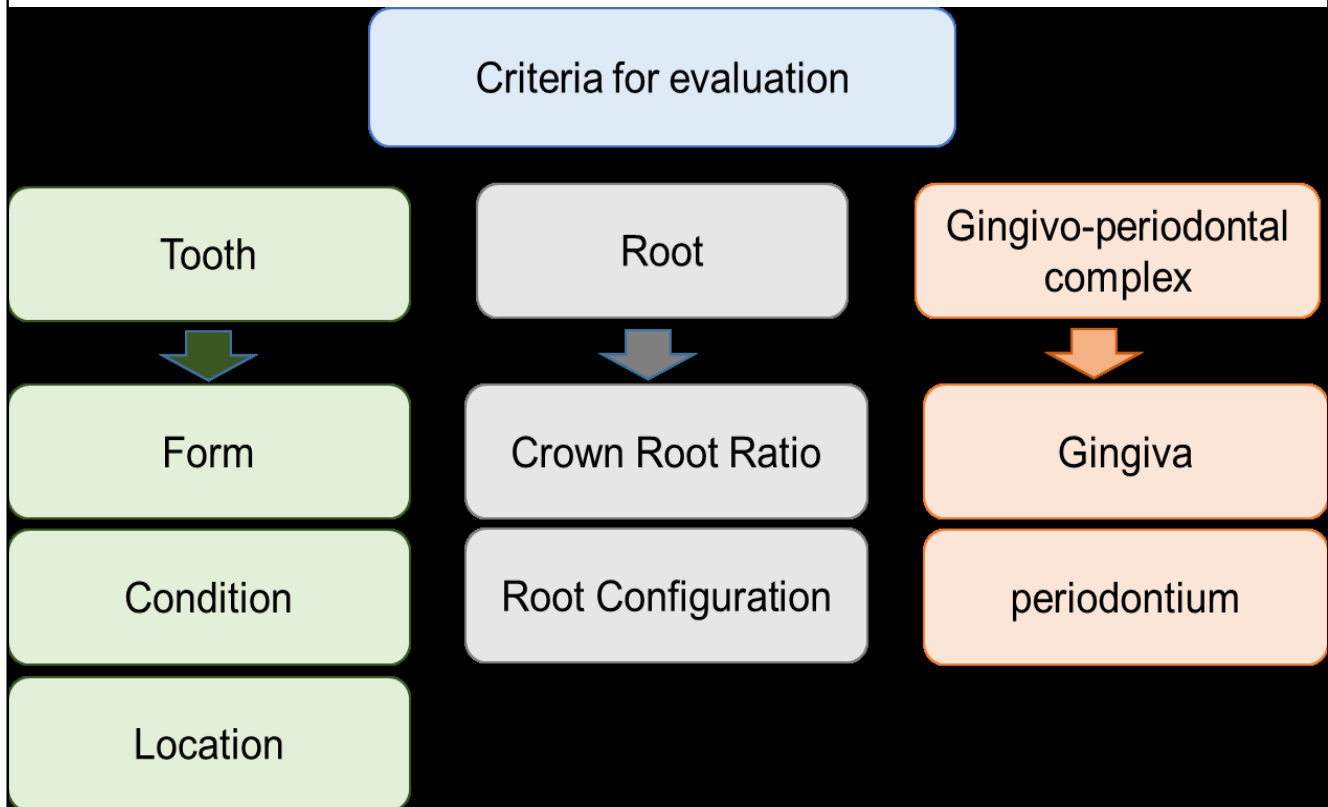 Criteria for evaluation
Tooth
Root
Gingivo-periodontal
complex
Form
Crown Root Ratio
Gingiva
Condition
Root Configuration
periodontium
Location